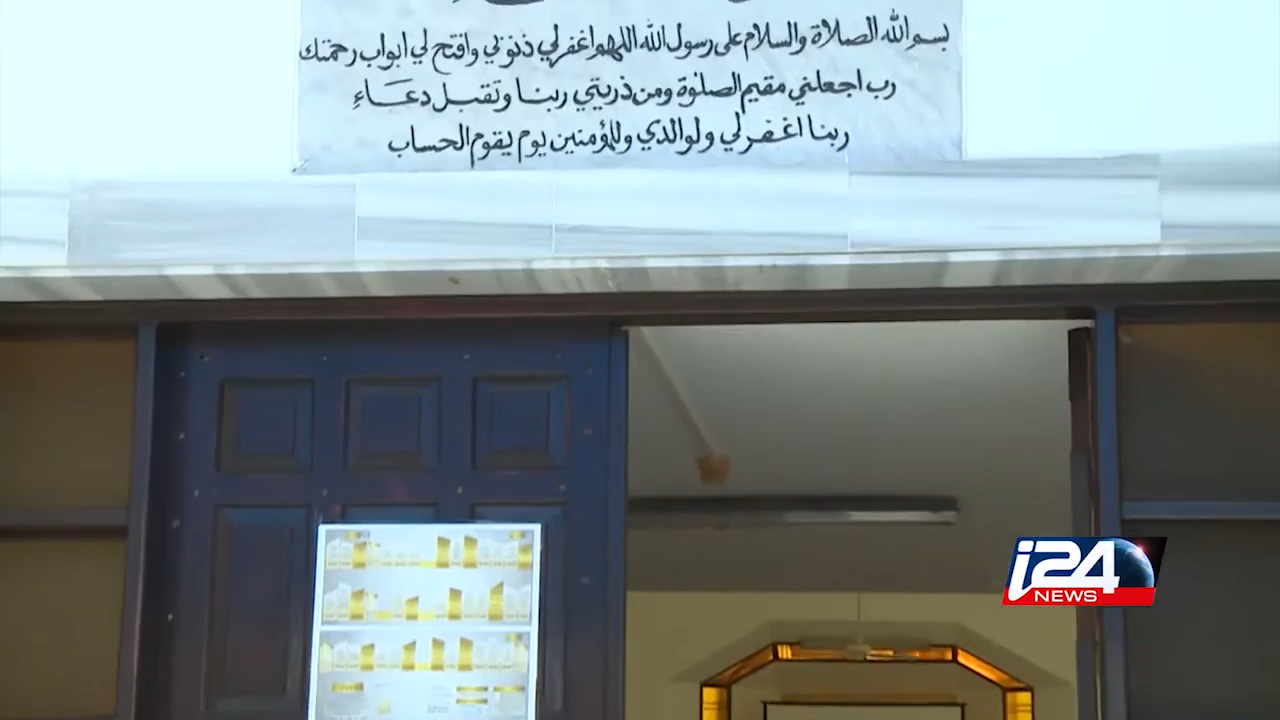 بسم الله الصلاة والسلام على رسول الله اللهم اغفر لي ذنوبي وافتح لي ابواب رحمتك
رب اجعلني مقيم الصلوة ومن ذريتي ربنا وتقبل دعاء
ربنا اغفر لي ولوالدي وللمؤمنين يوم يقوم الحساب
i24
NEWS